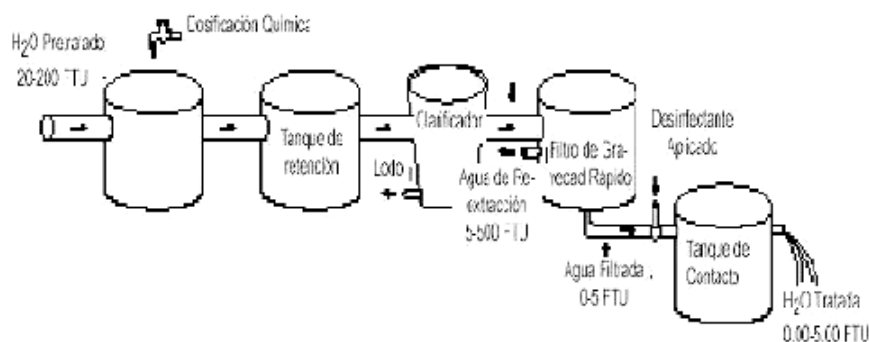 Dosificación Química
H2O Pretratado
20-200 FTU
Tanque de
retención
Clarificador
Lodo
Agua de Re-
extracción
5-500 FTU
Filtro de Gra-
vedad Rápido
Desinfectante
Aplicado
Agua Filtrada
0-5 FTU
Tanque de
Contacto
H2O Tratada
0.00-5.00 FTU